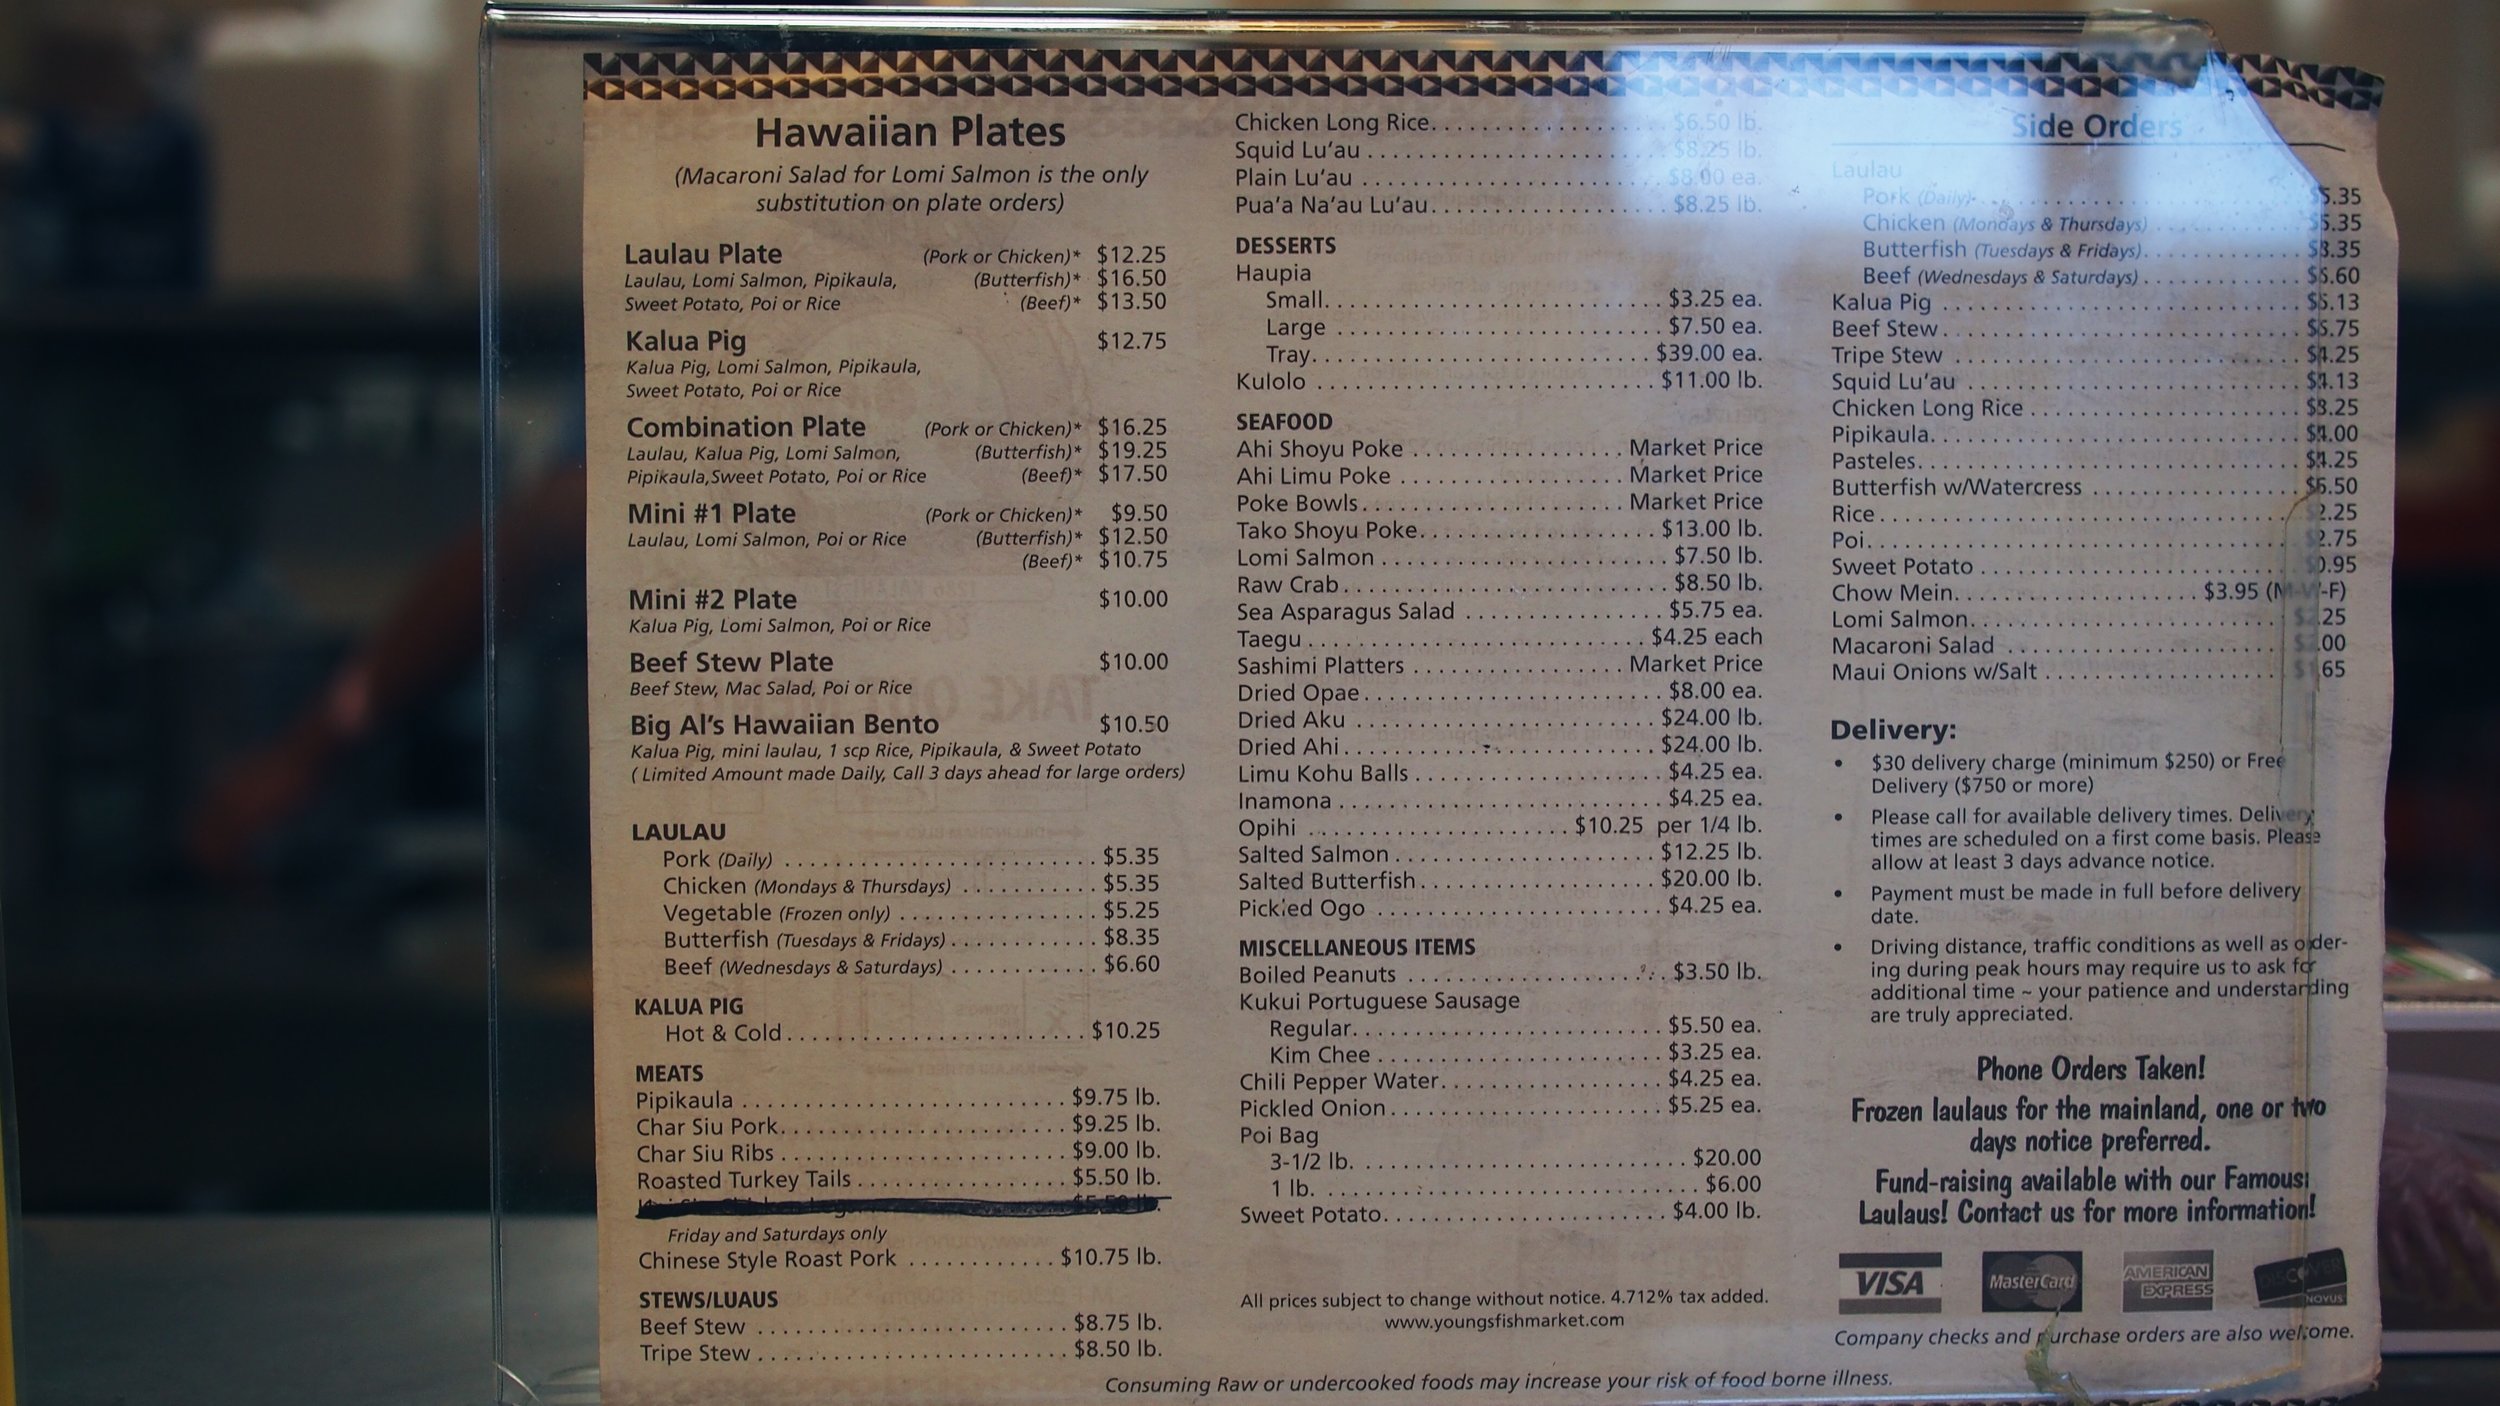 Hawaiian Plates
(Macaroni Salad for Lomi Salmon is the only
substitution on plate orders)
Laulau Plate (Pork or Chicken)* $12.25
Laulau, Lomi Salmon, Pipikaula, (Butterfish)* $16.50
Sweet Potato, Poi or Rice (Beef)* $13.50
Kalua Pig $12.75
Kalua Pig, Lomi Salmon, Pipikaula,
Sweet Potato, Poi or Rice
Combination Plate (Pork or Chicken)* $16.25
Laulau, Kalua Pig, Lomi Salmon, (Butterfish)* $19.25
Pipikaula,Sweet Potato, Poi or Rice (Beef)* $17.50
Mini #1 Plate (Pork or Chicken)* $9.50
Laulau, Lomi Salmon, Poi or Rice (Butterfish)* $12.50
(Beef)* $10.75
Mini #2 Plate $10.00
Kalua Pig, Lomi Salmon, Poi or Rice
Beef Stew Plate $10.00
Beef Stew, Mac Salad, Poi or Rice
Big Al's Hawaiian Bento $10.50
Kalua Pig, mini laulau, 1 scp Rice, Pipikaula, & Sweet Potato
( Limited Amount made Daily, Call 3 days ahead for large orders)
LAULAU
Pork (Daily) $5.35
Chicken (Mondays & Thursdays) $5.35
Vegetable (Frozen only) $5.25
Butterfish (Tuesdays & Fridays) $8.35
Beef (Wednesdays & Saturdays) $6.60
KALUA PIG
Hot & Cold $10.25
MEATS
Pipikaula $9.75 lb.
Char Siu Pork $9.25 lb.
Char Siu Ribs $9.00 lb.
Roasted Turkey Tails $5.50 lb.
Friday and Saturdays only
Chinese Style Roast Pork $10.75 lb.
STEWS/LUAUS
Beef Stew $8.75 lb.
Tripe Stew $8.50 lb.
Chicken Long Rice $6.50 lb.
Squid Lu'au $8.25 lb.
Plain Lu'au $8.00 ea.
Pua'a Na'au Lu'au $8.25 lb.
DESSERTS
Haupia
Small $3.25 ea.
Large $7.50 ea.
Tray $39.00 ea.
Kulolo $11.00 lb.
SEAFOOD
Ahi Shoyu Poke Market Price
Ahi Limu Poke Market Price
Poke Bowls Market Price
Tako Shoyu Poke $13.00 lb.
Lomi Salmon $7.50 lb.
Raw Crab $8.50 lb.
Sea Asparagus Salad $5.75 ea.
Taegu $4.25 each
Sashimi Platters Market Price
Dried Opae $8.00 ea.
Dried Aku $24.00 lb.
Dried Ahi $24.00 lb.
Limu Kohu Balls $4.25 ea.
Inamona $4.25 ea.
Opihi $10.25 per 1/4 lb.
Salted Salmon $12.25 lb.
Salted Butterfish $20.00 lb.
Pickled Ogo $4.25 ea.
MISCELLANEOUS ITEMS
Boiled Peanuts $3.50 lb.
Kukui Portuguese Sausage
Regular $5.50 ea.
Kim Chee $3.25 ea.
Chili Pepper Water $4.25 ea.
Pickled Onion $5.25 ea.
Poi Bag
3-1/2 lb. $20.00
1 lb. $6.00
Sweet Potato $4.00 lb.
All prices subject to change without notice. 4.712% tax added.
www.youngsfishmarket.com
Side Orders
Laulau
Pork (Daily) $5.35
Chicken (Mondays & Thursdays) $5.35
Butterfish (Tuesdays & Fridays) $8.35
Beef (Wednesdays & Saturdays) $6.60
Kalua Pig
Beef Stew
Tripe Stew $4.25
Squid Lu'au $4.13
Chicken Long Rice $3.25
Pipikaula $4.00
Pasteles $4.25
Butterfish w/Watercress
Rice $2.25
Poi $2.75
Sweet Potato $0.95
Chow Mein $3.95 (M-W-F)
Lomi Salmon
Macaroni Salad
Maui Onions w/Salt $1.65
Delivery:
• $30 delivery charge (minimum $250) or Free
Delivery ($750 or more)
• Please call for available delivery times. Delivery
times are scheduled on a first come basis. Please
allow at least 3 days advance notice.
• Payment must be made in full before delivery
date.
• Driving distance, traffic conditions as well as order-
ing during peak hours may require us to ask for
additional time ~ your patience and understanding
are truly appreciated.
Phone Orders Taken!
Frozen laulaus for the mainland, one or two
days notice preferred.
Fund-raising available with our Famous
Laulaus! Contact us for more information!
VISA MasterCard AMERICAN EXPRESS DISCOVER NOVUS
Company checks and purchase orders are also welcome.
Consuming Raw or undercooked foods may increase your risk of food borne illness.